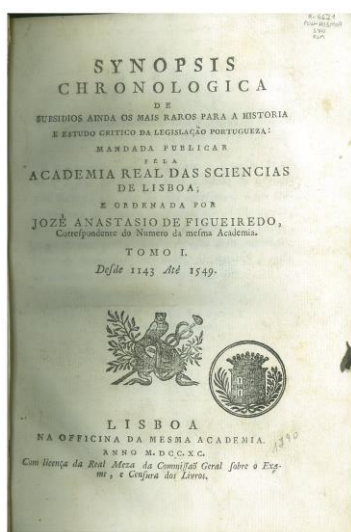 SYNOPSIS
CHRONOLOGICA
DE
SUBSIDIOS AINDA OS MAIS RAROS PARA A HISTORIA
E ESTUDO CRITICO DA LEGISLAÇÃO PORTUGUEZA:
MANDADA PUBLICAR
PELA
ACADEMIA REAL DAS SCIENCIAS
DE LISBOA;
E ORDENADA POR
JOZÉ ANASTASIO DE FIGUEIREDO,
Correspondente do Numero da mesma Academia.
TOMO I.
Desde 1143 Até 1549.
LISBOA
NA OFFICINA DA MESMA ACADEMIA.
ANNO M.DCC.XC.
1790
Com licença da Real Meza da Commissaõ Geral sobre o Exa-
me, e Censura dos Livros.